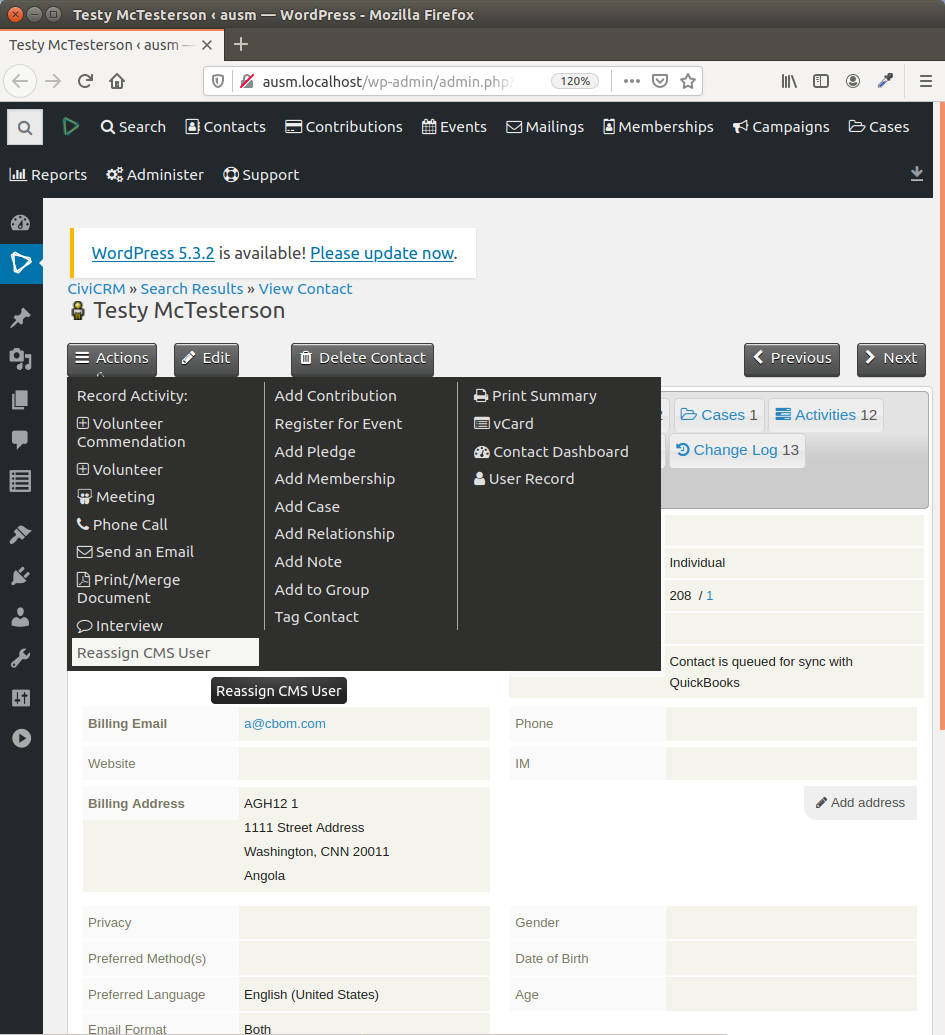 Testy McTesterson ‹ ausm — WordPress - Mozilla Firefox
Testy McTesterson ‹ ausm —
ausm.localhost/wp-admin/admin.php?
120%
Search
Contacts
Contributions
Events
Mailings
Memberships
Campaigns
Cases
Reports
Administer
Support
WordPress 5.3.2 is available! Please update now.
CiviCRM » Search Results » View Contact
Testy McTesterson
Actions
Edit
Delete Contact
Previous
Next
Record Activity:
Volunteer
Commendation
Volunteer
Meeting
Phone Call
Send an Email
Print/Merge
Document
Interview
Reassign CMS User
Add Contribution
Register for Event
Add Pledge
Add Membership
Add Case
Add Relationship
Add Note
Add to Group
Tag Contact
Print Summary
vCard
Contact Dashboard
User Record
Cases 1
Activities 12
Change Log 13
Individual
208 / 1
Contact is queued for sync with
QuickBooks
Reassign CMS User
Billing Email
a@cbom.com
Phone
Website
IM
Billing Address
AGH12 1
1111 Street Address
Washington, CNN 20011
Angola
Add address
Privacy
Gender
Preferred Method(s)
Date of Birth
Preferred Language
English (United States)
Age
Email Format
Both